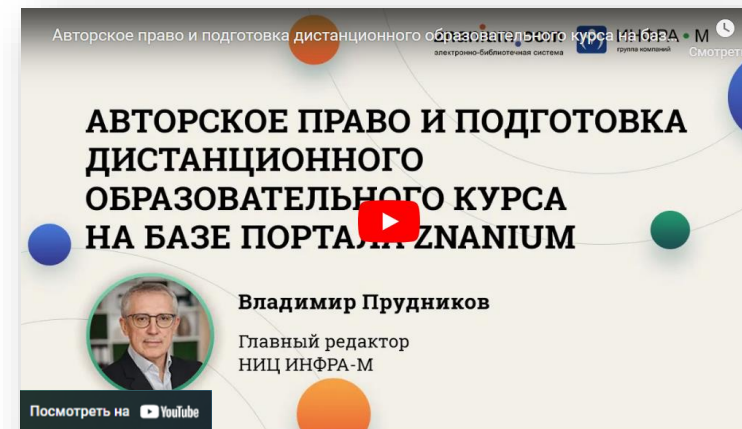 Авторское право и подготовка дистанционного образовательного курса на баз...
электронно-библиотечная система
ИНФРА • М
группа компаний
Смотрет
АВТОРСКОЕ ПРАВО И ПОДГОТОВКА
ДИСТАНЦИОННОГО
ОБРАЗОВАТЕЛЬНОГО КУРСА
НА БАЗЕ ПОРТАЛА ZNANIUM
Владимир Прудников
Главный редактор
НИЦ ИНФРА-М
Посмотреть на YouTube